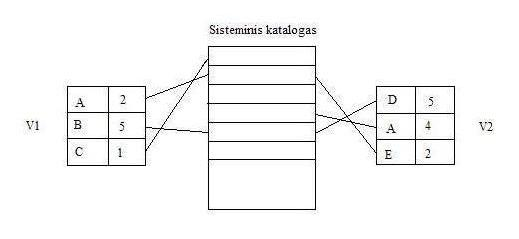 Sisteminis katalogas
V1
A 2
B 5
C 1
D 5
A 4
E 2
V2